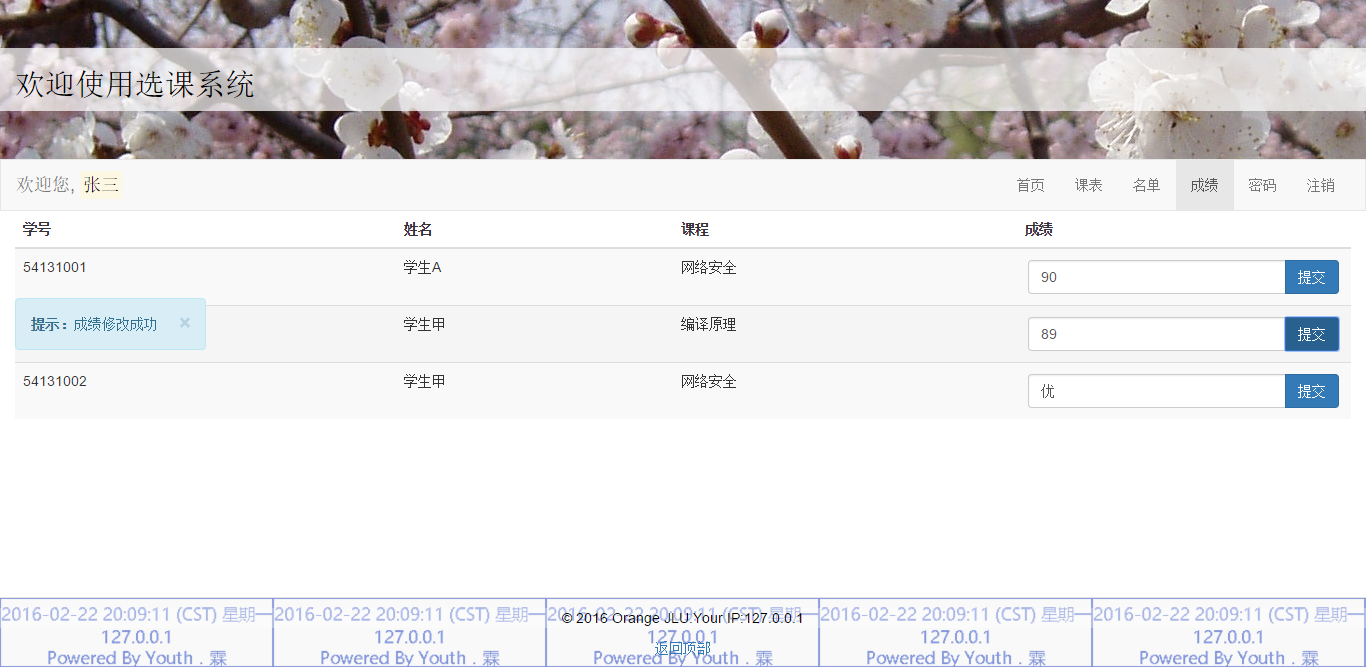 欢迎使用选课系统
欢迎您, 张三 首页 课表 名单 成绩 密码 注销
学号 姓名 课程 成绩
54131001 学生A 网络安全 90 提交
提示：成绩修改成功 × 学生甲 编译原理 89 提交
54131002 学生甲 网络安全 优 提交
2016-02-22 20:09:11 (CST) 星期一 2016-02-22 20:09:11 (CST) 星期一 2016-02-22 20:09:11 (CST) 星期一 2016-02-22 20:09:11 (CST) 星期一 2016-02-22 20:09:11 (CST) 星期一
© 2016 Orange JLU.Your IP:127.0.0.1
127.0.0.1 127.0.0.1 127.0.0.1 127.0.0.1 127.0.0.1
返回顶部
Powered By Youth . 霖 Powered By Youth . 霖 Powered By Youth . 霖 Powered By Youth . 霖 Powered By Youth . 霖